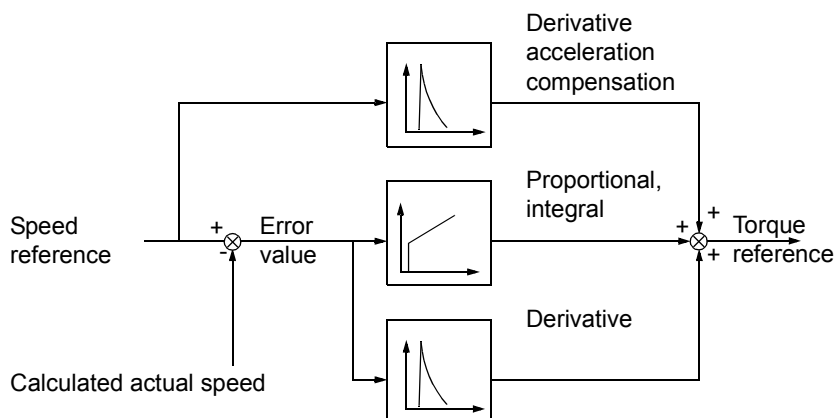 Derivative
acceleration
compensation
Proportional,
integral
+
+
Speed
reference
+
-
Error
value
+
Torque
reference
Derivative
Calculated actual speed